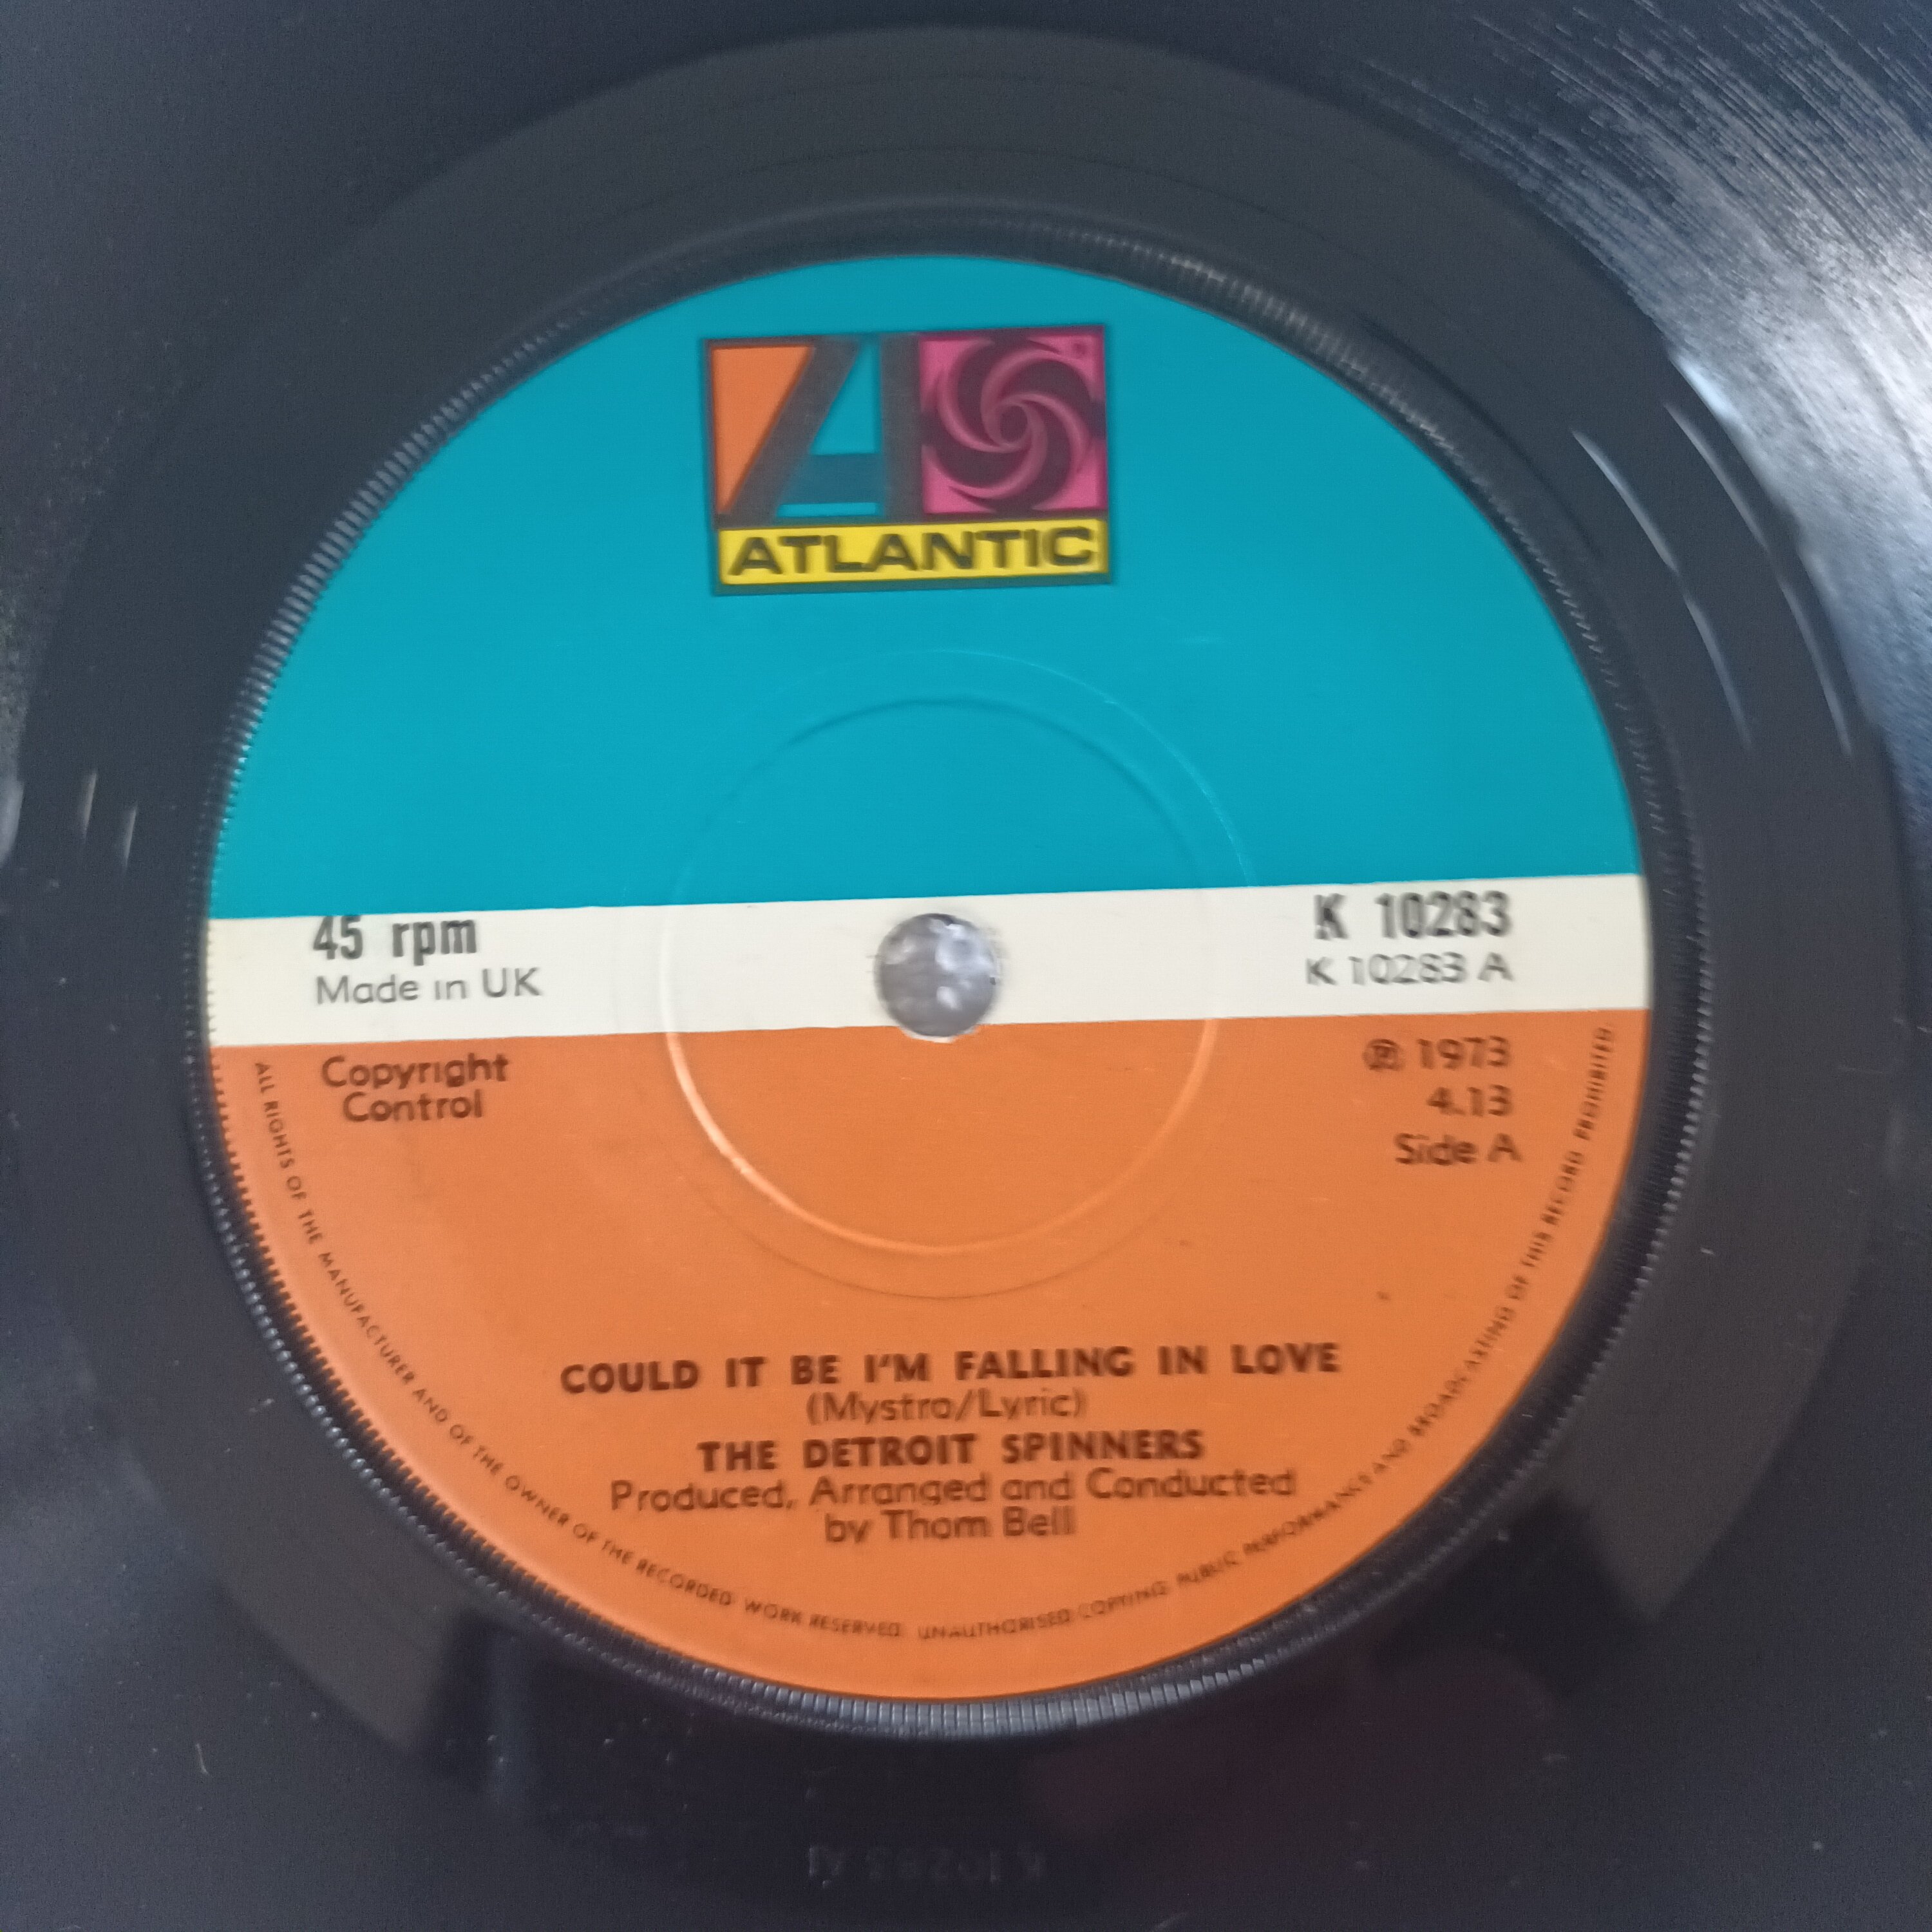 ATLANTIC
45 rpm
Made in UK
K 10283
K 10283 A
Copyright
Control
℗ 1973
4.13
Side A
COULD IT BE I'M FALLING IN LOVE
(Mystro/Lyric)
THE DETROIT SPINNERS
Produced, Arranged and Conducted
by Thom Bell
ALL RIGHTS OF THE MANUFACTURER AND OF THE OWNER OF THE RECORDED WORK RESERVED. UNAUTHORISED COPYING PUBLIC PERFORMANCE AND BROADCASTING OF THIS RECORD PROHIBITED